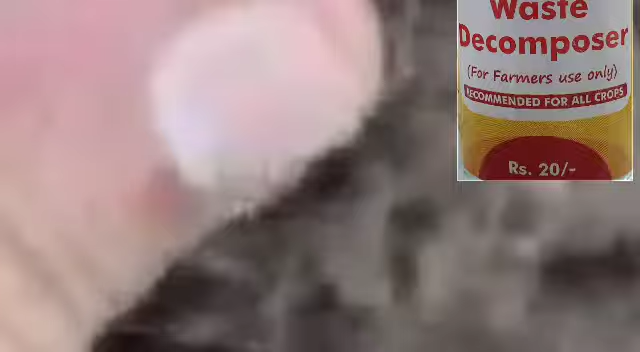 Waste
Decomposer
(For Farmers use only)
RECOMMENDED FOR ALL CROPS
Rs. 20/-